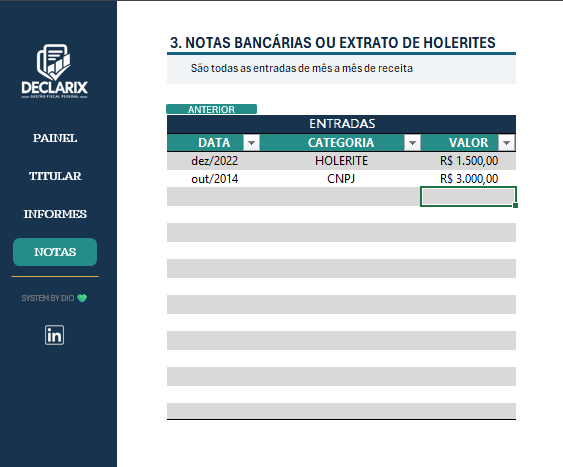 DECLARIX
GESTÃO FISCAL PESSOAL
PAINEL
TITULAR
INFORMES
NOTAS
SYSTEM BY DIO
in
3. NOTAS BANCÁRIAS OU EXTRATO DE HOLERITES
São todas as entradas de mês a mês de receita
ANTERIOR
ENTRADAS
DATA CATEGORIA VALOR
dez/2022 HOLERITE R$ 1.500,00
out/2014 CNPJ R$ 3.000,00